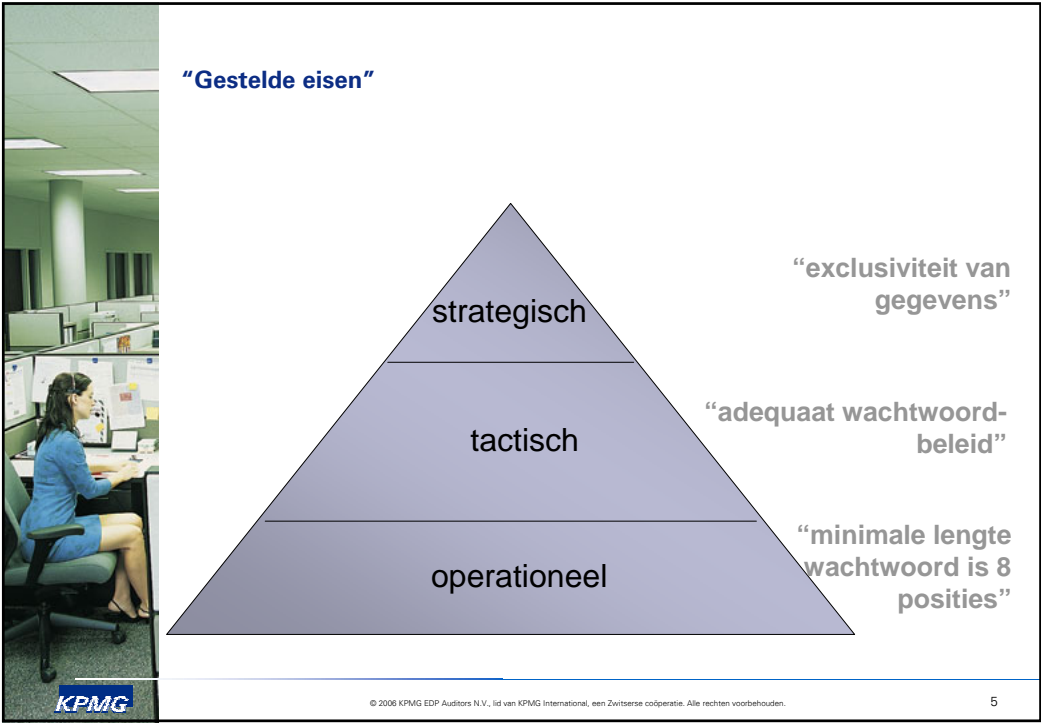 “Gestelde eisen”
strategisch
“exclusiviteit van
gegevens”
tactisch
“adequaat wachtwoord-
beleid”
operationeel
“minimale lengte
wachtwoord is 8
posities”
KPMG
© 2006 KPMG EDP Auditors N.V., lid van KPMG International, een Zwitserse coöperatie. Alle rechten voorbehouden.
5